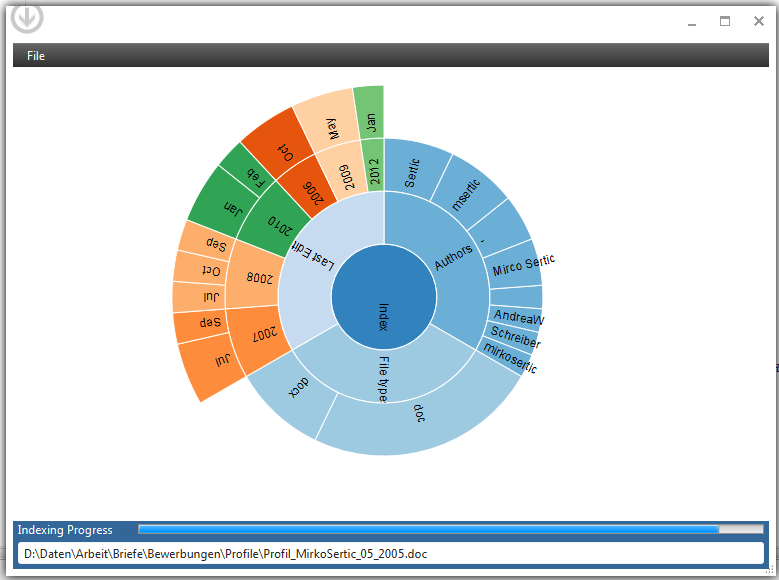 File
Jan
May
2012
2009
Oct
2006
Feb
Jan
2010
Sep
Oct
Jul
2008
Sep
Jul
2007
Last Edit
Index
Authors
Sertic
msertic
-
Mirco Sertic
AndreaW
Schreiber
mirkosertic
File type
docx
doc
Indexing Progress
D:\Daten\Arbeit\Briefe\Bewerbungen\Profile\Profil_MirkoSertic_05_2005.doc